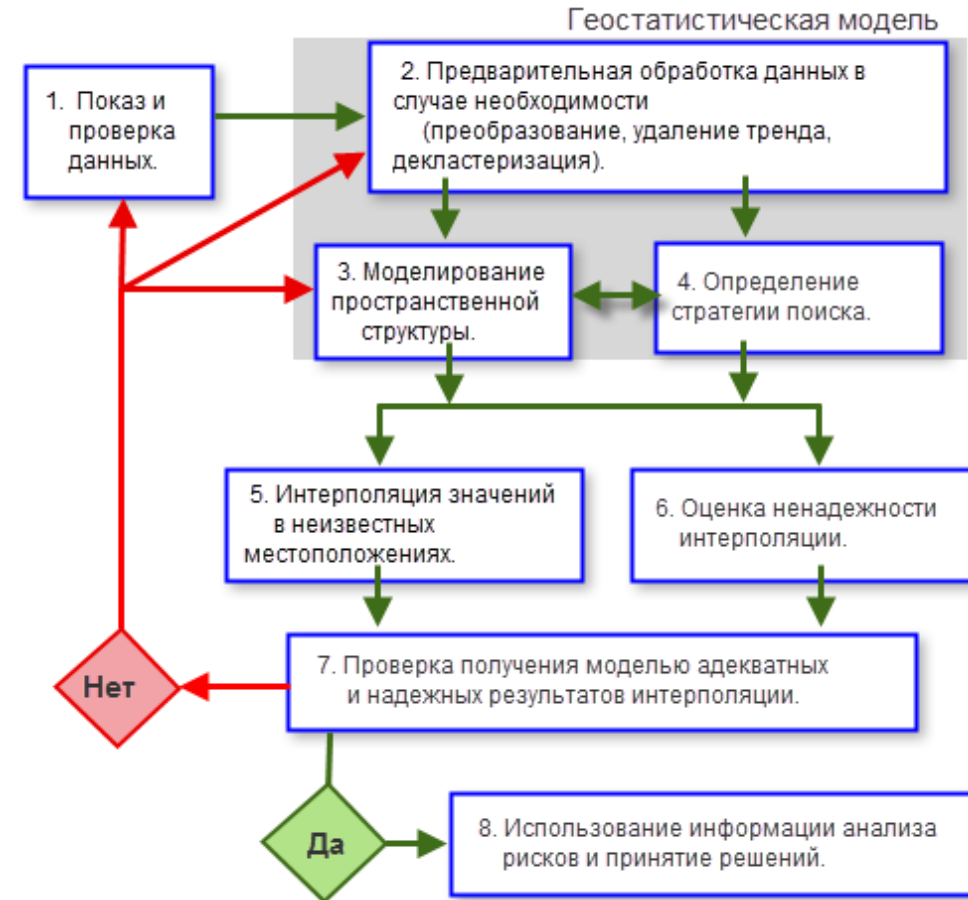 Геостатистическая модель
1. Показ и
проверка
данных.
2. Предварительная обработка данных в
случае необходимости
(преобразование, удаление тренда,
декластеризация).
3. Моделирование
пространственной
структуры.
4. Определение
стратегии поиска.
5. Интерполяция значений
в неизвестных
местоположениях.
6. Оценка ненадежности
интерполяции.
7. Проверка получения моделью адекватных
и надежных результатов интерполяции.
Нет
Да
8. Использование информации анализа
рисков и принятие решений.